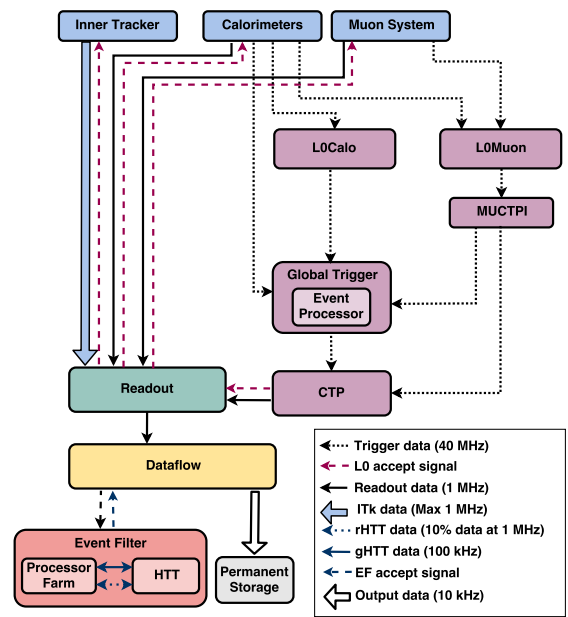 Inner Tracker
Calorimeters
Muon System
L0Calo
L0Muon
MUCTPI
Global Trigger
Event
Processor
Readout
CTP
Dataflow
Event Filter
Processor
Farm
HTT
Permanent
Storage
Trigger data (40 MHz)
L0 accept signal
Readout data (1 MHz)
ITk data (Max 1 MHz)
rHTT data (10% data at 1 MHz)
gHTT data (100 kHz)
EF accept signal
Output data (10 kHz)